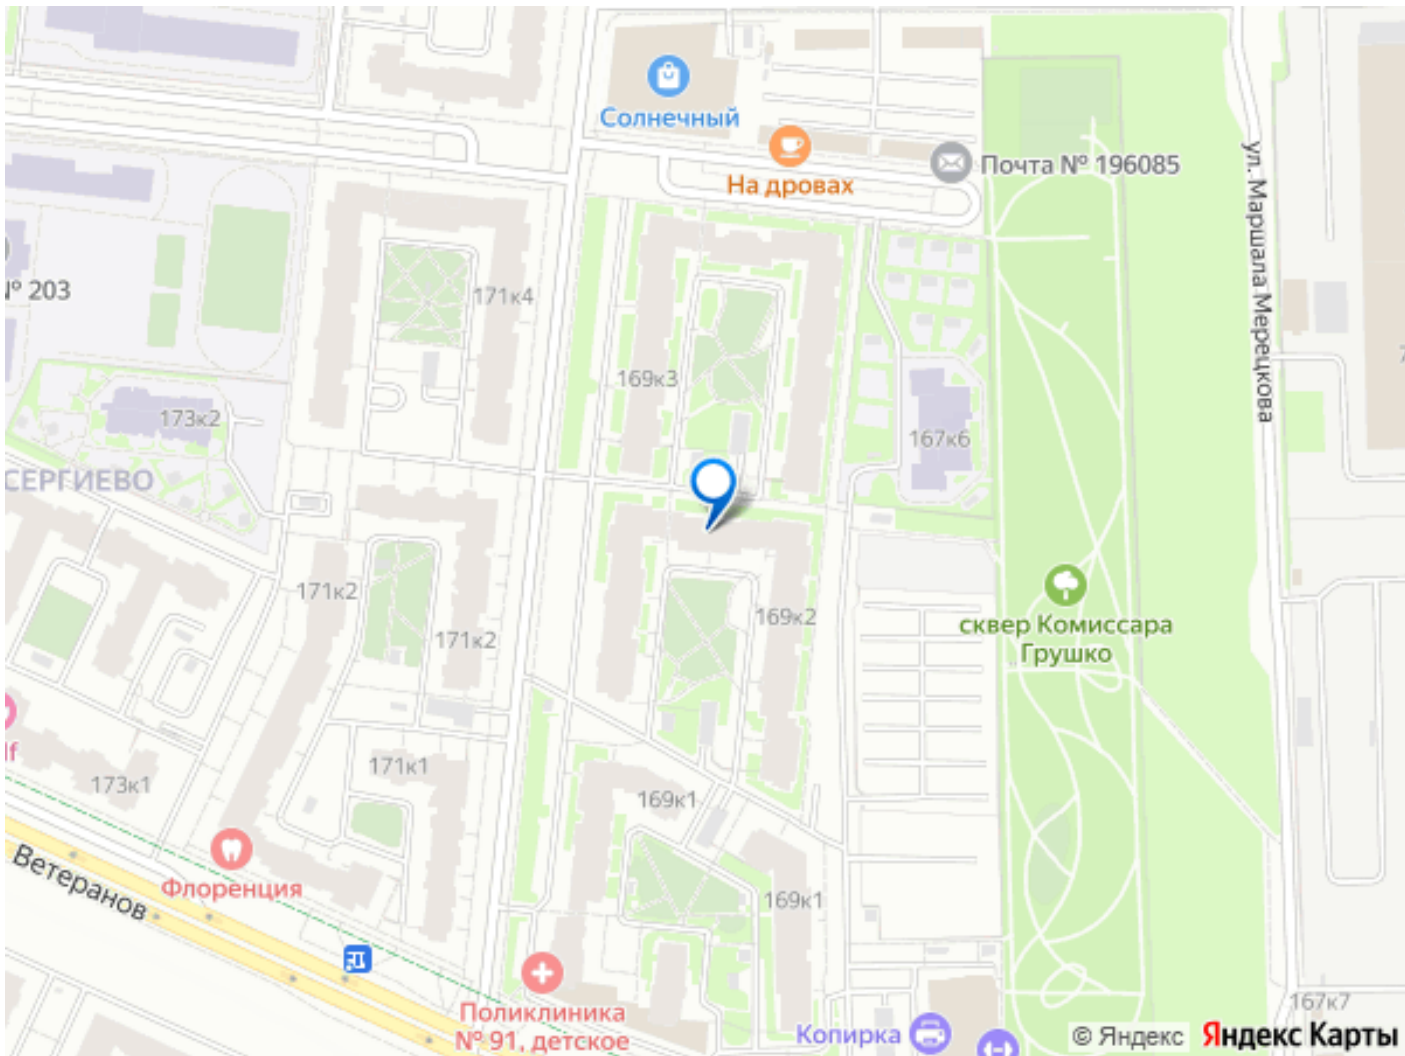 Солнечный
На дровах
Почта № 196085
ул. Маршала Мерецкова
№ 203
171к4
169к3
173к2
167к6
СЕРГИЕВО
171к2
171к2
169к2
сквер Комиссара
Грушко
173к1
171к1
169к1
Ветеранов
Флоренция
169к1
Поликлиника
№ 91, детское
Копирка
167к7
© Яндекс
Яндекс Карты